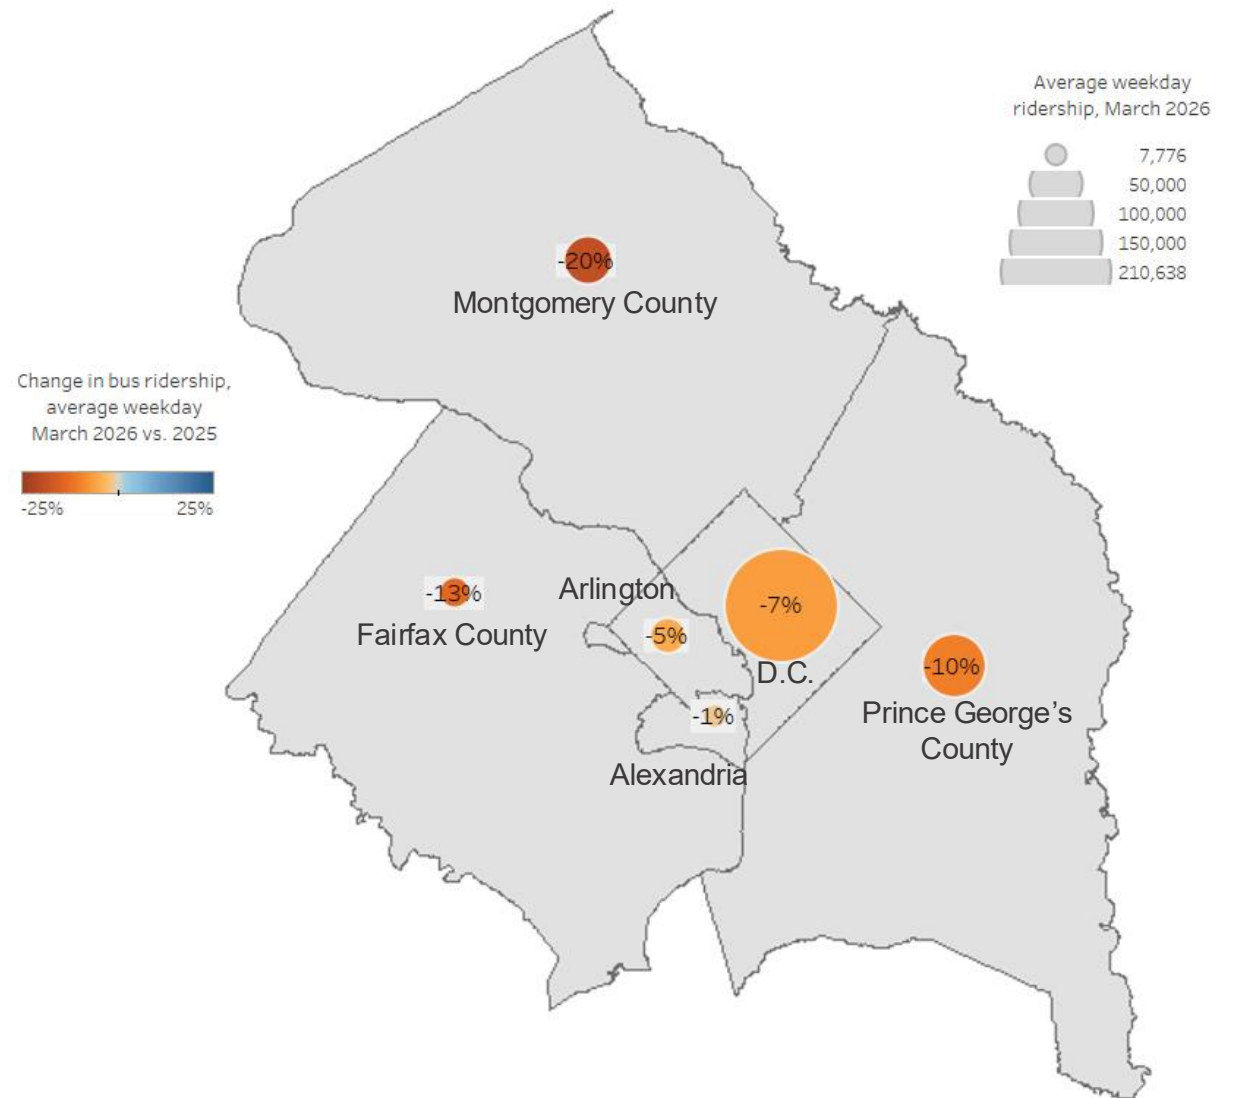 Average weekday
ridership, March 2026
7,776
50,000
100,000
150,000
210,638
-20%
Montgomery County
Change in bus ridership,
average weekday
March 2026 vs. 2025
-25%
25%
-13%
Fairfax County
Arlington
-5%
-7%
D.C.
-10%
Prince George’s
County
-1%
Alexandria